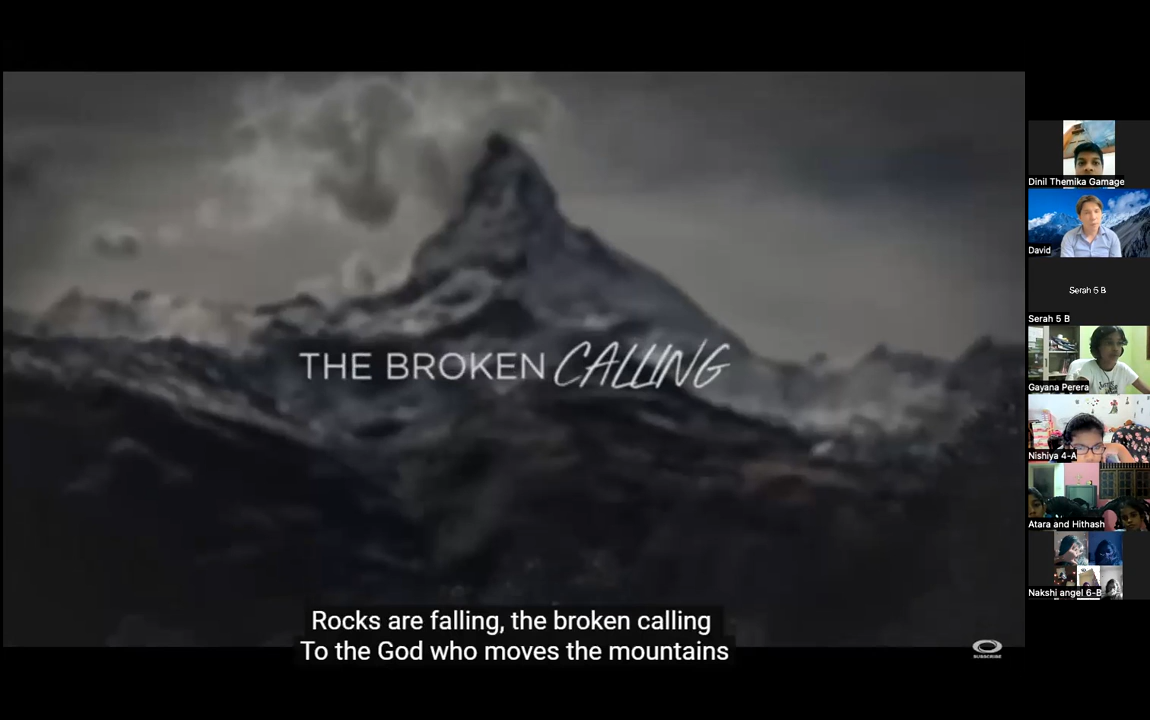 THE BROKEN CALLING
Rocks are falling, the broken calling
To the God who moves the mountains
SUBSCRIBE
Dinil Themika Gamage
David
Serah 5 B
Serah 5 B
Gayana Perera
Nishiya 4-A
Atara and Hithash
Nakshi angel 6-B